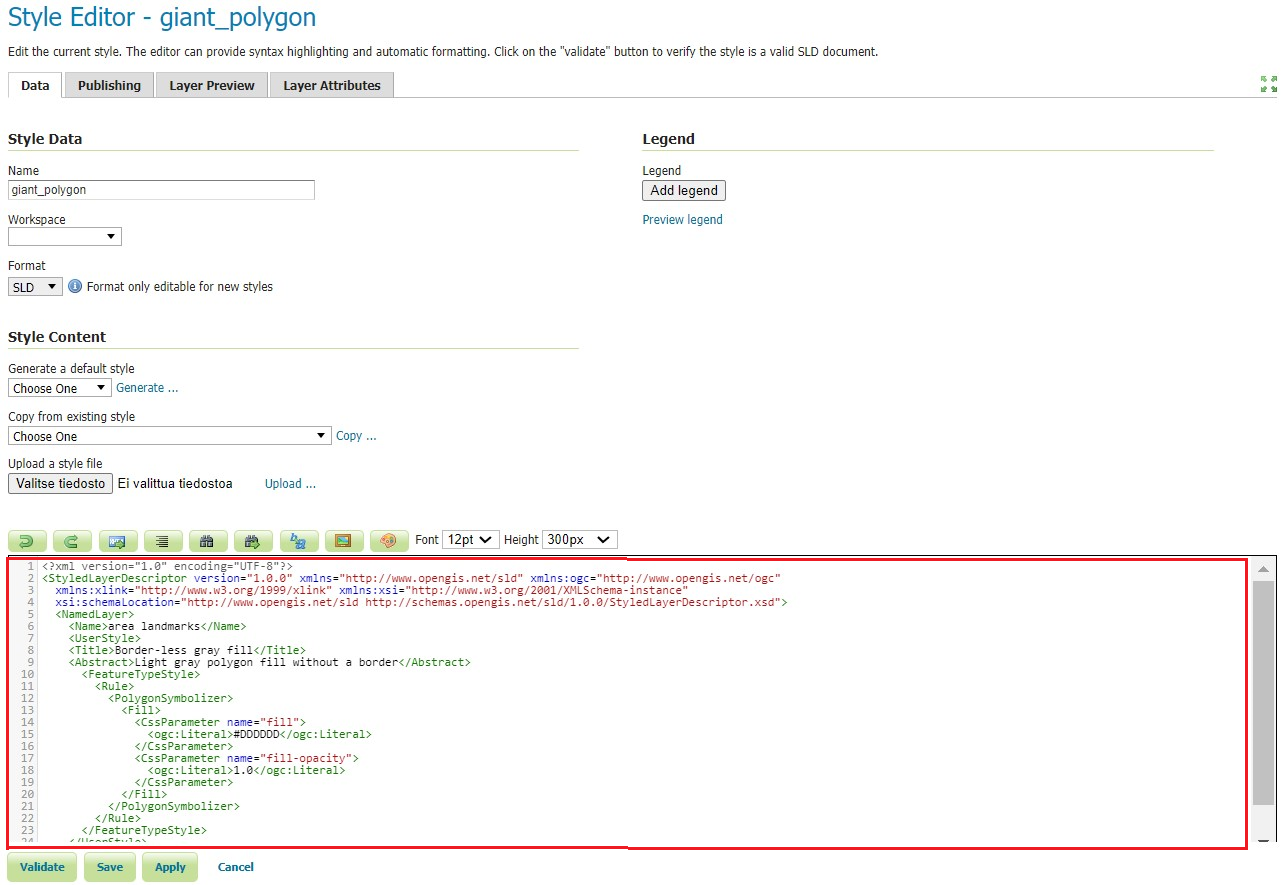 Style Editor - giant_polygon
Edit the current style. The editor can provide syntax highlighting and automatic formatting. Click on the "validate" button to verify the style is a valid SLD document.
Data Publishing Layer Preview Layer Attributes
Style Data
Name
giant_polygon
Workspace
Format
SLD Format only editable for new styles
Legend
Legend
Add legend
Preview legend
Style Content
Generate a default style
Choose One Generate ...
Copy from existing style
Choose One Copy ...
Upload a style file
Valitse tiedosto Ei valittua tiedostoa Upload ...
Font 12pt Height 300px
1 <?xml version="1.0" encoding="UTF-8"?>
2 <StyledLayerDescriptor version="1.0.0" xmlns="http://www.opengis.net/sld" xmlns:ogc="http://www.opengis.net/ogc"
3 xmlns:xlink="http://www.w3.org/1999/xlink" xmlns:xsi="http://www.w3.org/2001/XMLSchema-instance"
4 xsi:schemaLocation="http://www.opengis.net/sld http://schemas.opengis.net/sld/1.0.0/StyledLayerDescriptor.xsd">
5 <NamedLayer>
6 <Name>area landmarks</Name>
7 <UserStyle>
8 <Title>Border-less gray fill</Title>
9 <Abstract>Light gray polygon fill without a border</Abstract>
10 <FeatureTypeStyle>
11 <Rule>
12 <PolygonSymbolizer>
13 <Fill>
14 <CssParameter name="fill">
15 <ogc:Literal>#DDDDDD</ogc:Literal>
16 </CssParameter>
17 <CssParameter name="fill-opacity">
18 <ogc:Literal>1.0</ogc:Literal>
19 </CssParameter>
20 </Fill>
21 </PolygonSymbolizer>
22 </Rule>
23 </FeatureTypeStyle>
24 </UserStyle>
Validate Save Apply Cancel